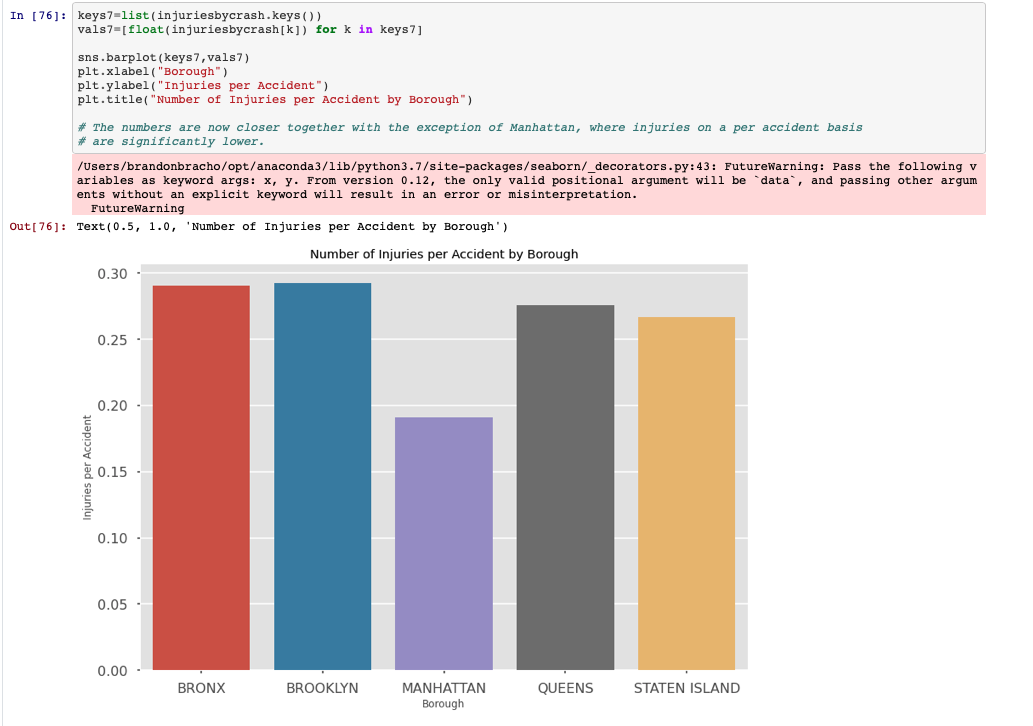 In [76]: keys7=list(injuriesbycrash.keys())
vals7=[float(injuriesbycrash[k]) for k in keys7]
sns.barplot(keys7,vals7)
plt.xlabel("Borough")
plt.ylabel("Injuries per Accident")
plt.title("Number of Injuries per Accident by Borough")
# The numbers are now closer together with the exception of Manhattan, where injuries on a per accident basis
# are significantly lower.
/Users/brandonbracho/opt/anaconda3/lib/python3.7/site-packages/seaborn/_decorators.py:43: FutureWarning: Pass the following v
ariables as keyword args: x, y. From version 0.12, the only valid positional argument will be `data`, and passing other argum
ents without an explicit keyword will result in an error or misinterpretation.
FutureWarning
Out[76]: Text(0.5, 1.0, 'Number of Injuries per Accident by Borough')
Number of Injuries per Accident by Borough
0.30
0.25
0.20
0.15
0.10
0.05
0.00
Injuries per Accident
BRONX BROOKLYN MANHATTAN QUEENS STATEN ISLAND
Borough